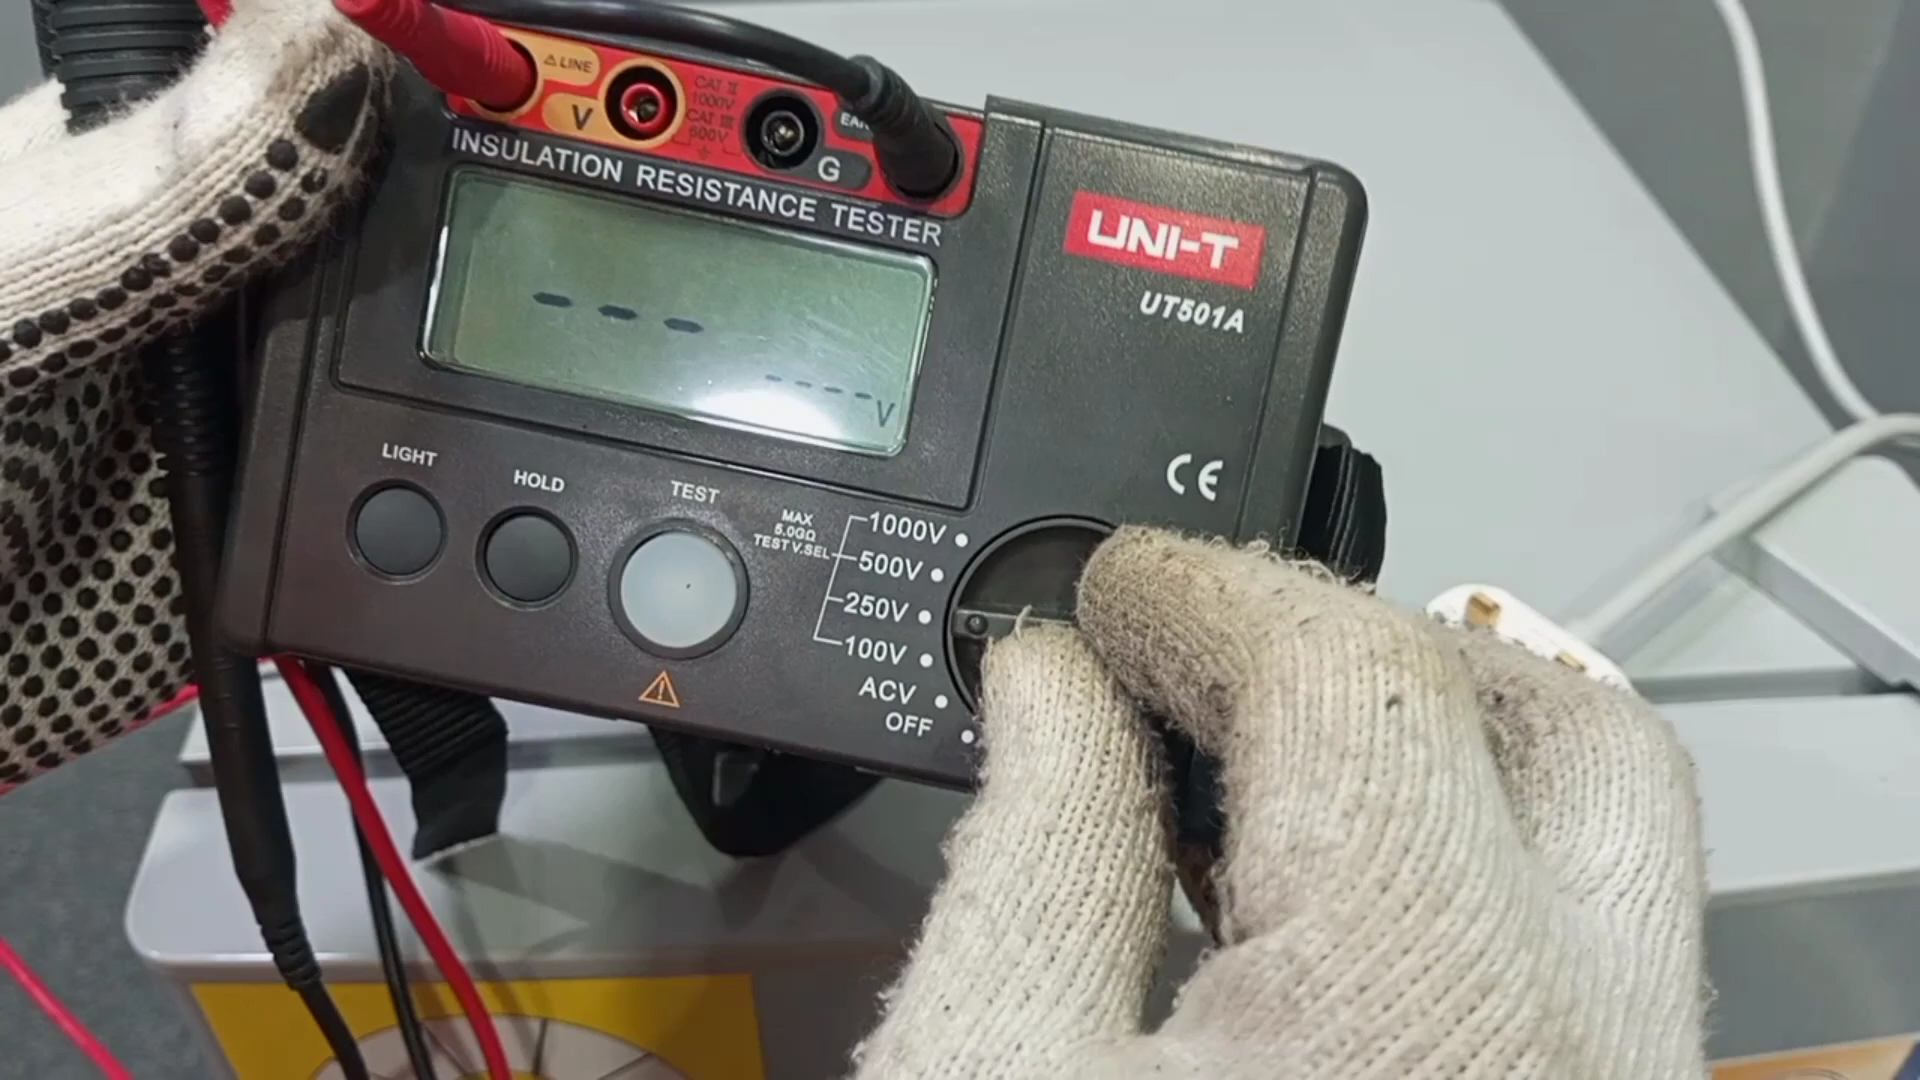 ⚠ LINE
V
CAT II
1000V
CAT III
600V
G
INSULATION RESISTANCE TESTER
UNI-T
UT501A
--- ----V
CE
LIGHT
HOLD
TEST
MAX
5.0GΩ
TEST V.SEL
1000V
500V
250V
100V
ACV
OFF